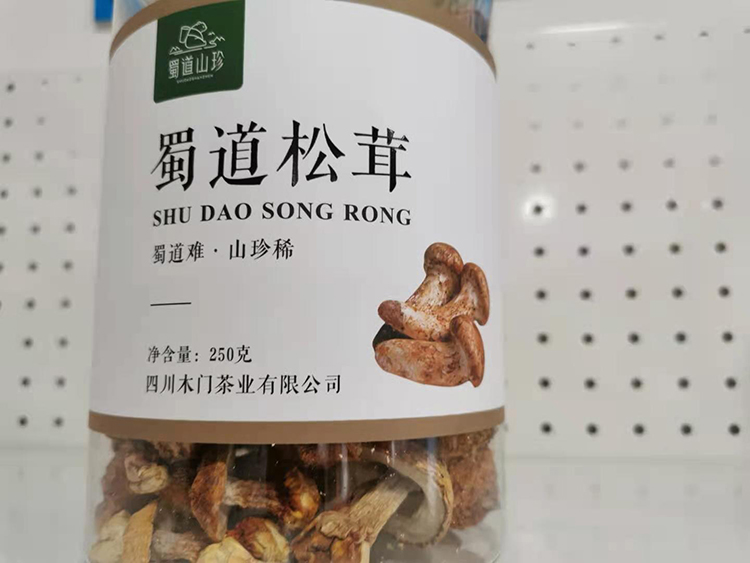 蜀道山珍
蜀道松茸
SHU DAO SONG RONG
蜀道难·山珍稀
净含量：250克
四川木门茶业有限公司